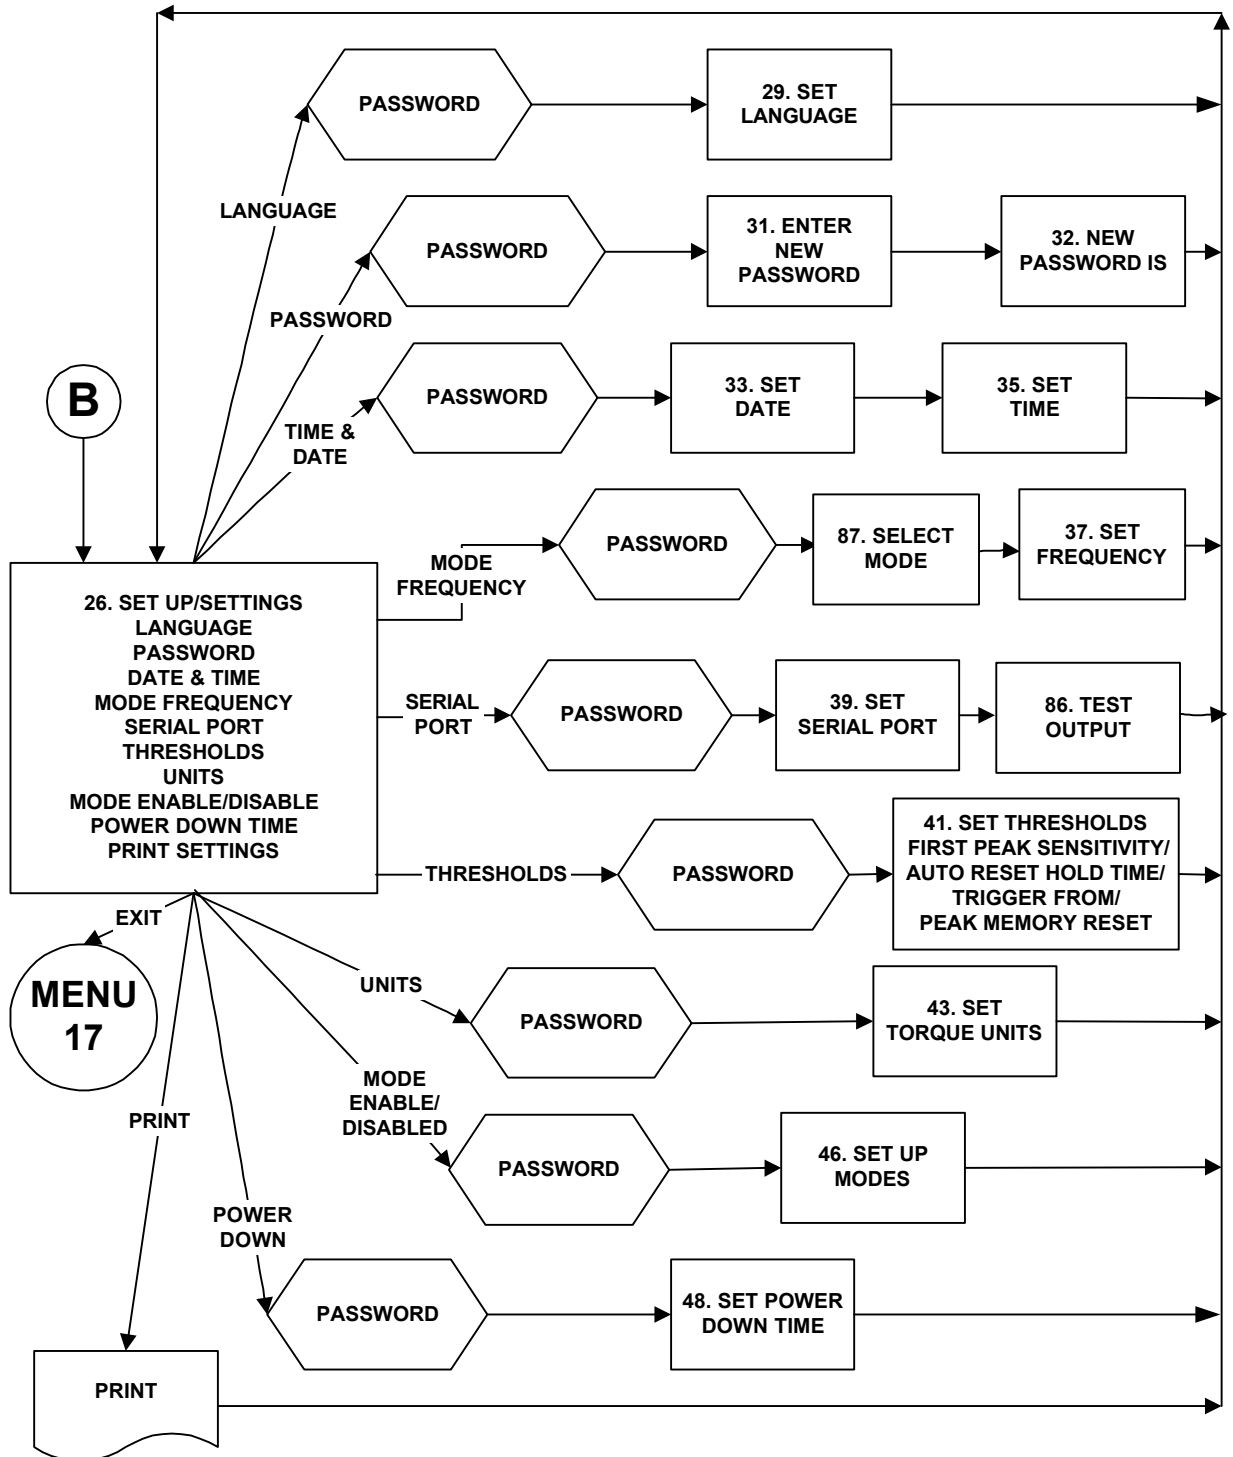 PASSWORD
29. SET
LANGUAGE
LANGUAGE
PASSWORD
31. ENTER
NEW
PASSWORD
32. NEW
PASSWORD IS
PASSWORD
B
PASSWORD
33. SET
DATE
35. SET
TIME
TIME &
DATE
MODE
FREQUENCY
PASSWORD
87. SELECT
MODE
37. SET
FREQUENCY
26. SET UP/SETTINGS
LANGUAGE
PASSWORD
DATE & TIME
MODE FREQUENCY
SERIAL PORT
THRESHOLDS
UNITS
MODE ENABLE/DISABLE
POWER DOWN TIME
PRINT SETTINGS
SERIAL
PORT
PASSWORD
39. SET
SERIAL PORT
86. TEST
OUTPUT
THRESHOLDS
PASSWORD
41. SET THRESHOLDS
FIRST PEAK SENSITIVITY/
AUTO RESET HOLD TIME/
TRIGGER FROM/
PEAK MEMORY RESET
EXIT
MENU
17
UNITS
PASSWORD
43. SET
TORQUE UNITS
MODE
ENABLE/
DISABLED
PASSWORD
46. SET UP
MODES
PRINT
POWER
DOWN
PASSWORD
48. SET POWER
DOWN TIME
PRINT